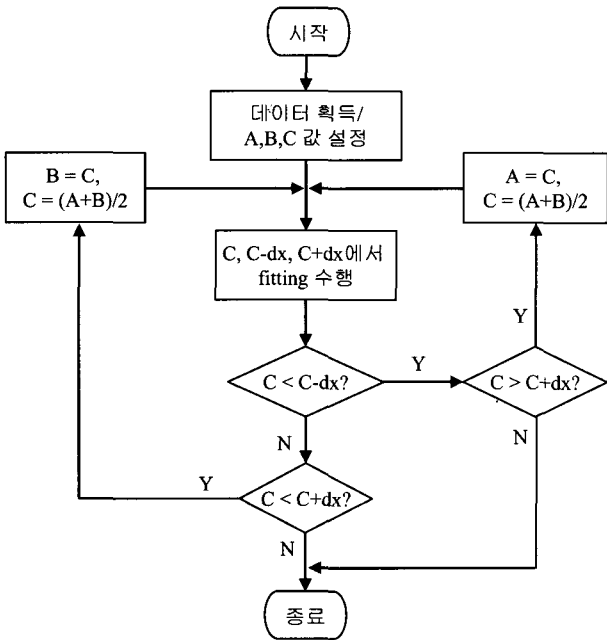 시작
데이터 획득/
A,B,C 값 설정
B = C,
C = (A+B)/2
A = C,
C = (A+B)/2
C, C-dx, C+dx에서
fitting 수행
Y
C < C-dx?
Y
C > C+dx?
N
N
Y
C < C+dx?
N
종료